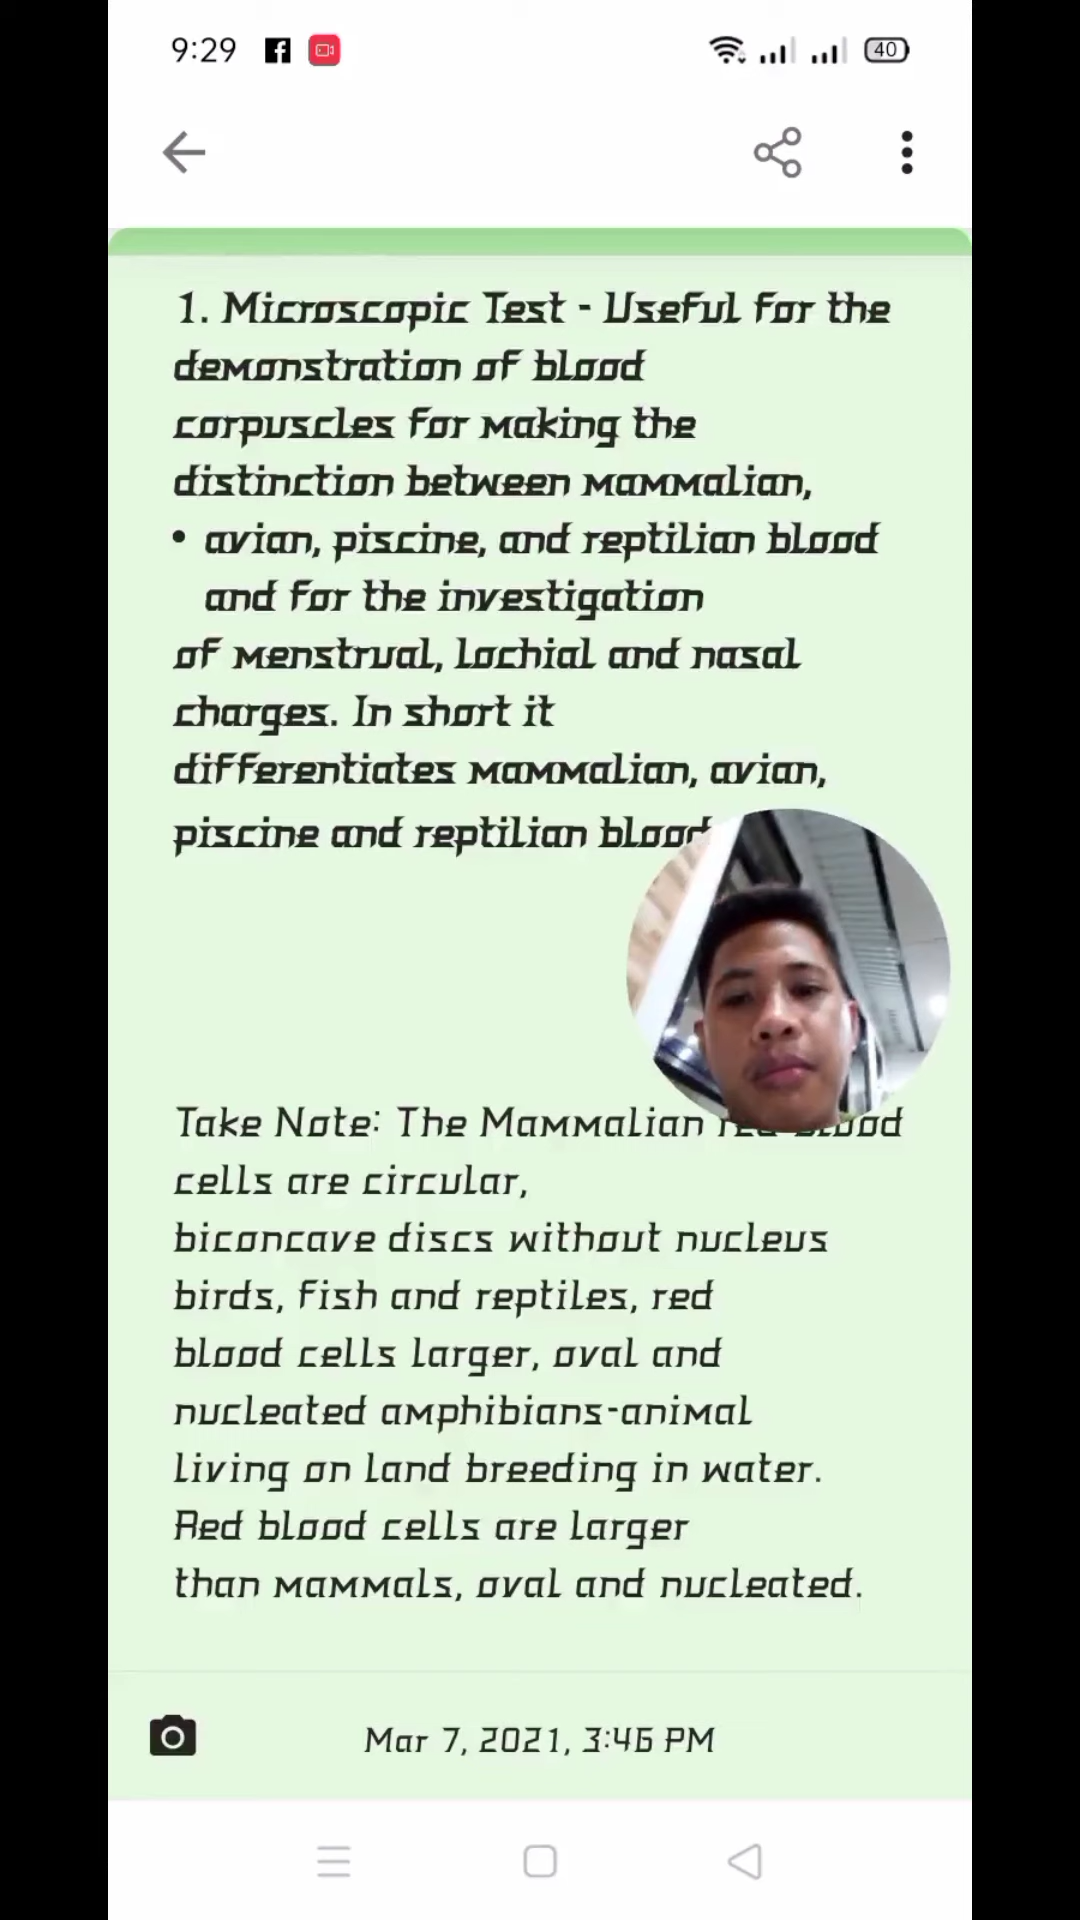 9:29
40
1. Microscopic Test - Useful for the
demonstration of blood
corpuscles for making the
distinction between mammalian,
• avian, piscine, and reptilian blood
and for the investigation
of menstrual, lochial and nasal
charges. In short it
differentiates mammalian, avian,
piscine and reptilian blood
Take Note: The Mammalian red blood
cells are circular,
biconcave discs without nucleus
birds, fish and reptiles, red
blood cells larger, oval and
nucleated amphibians-animal
living on land breeding in water.
Red blood cells are larger
than mammals, oval and nucleated.
Mar 7, 2021, 3:46 PM